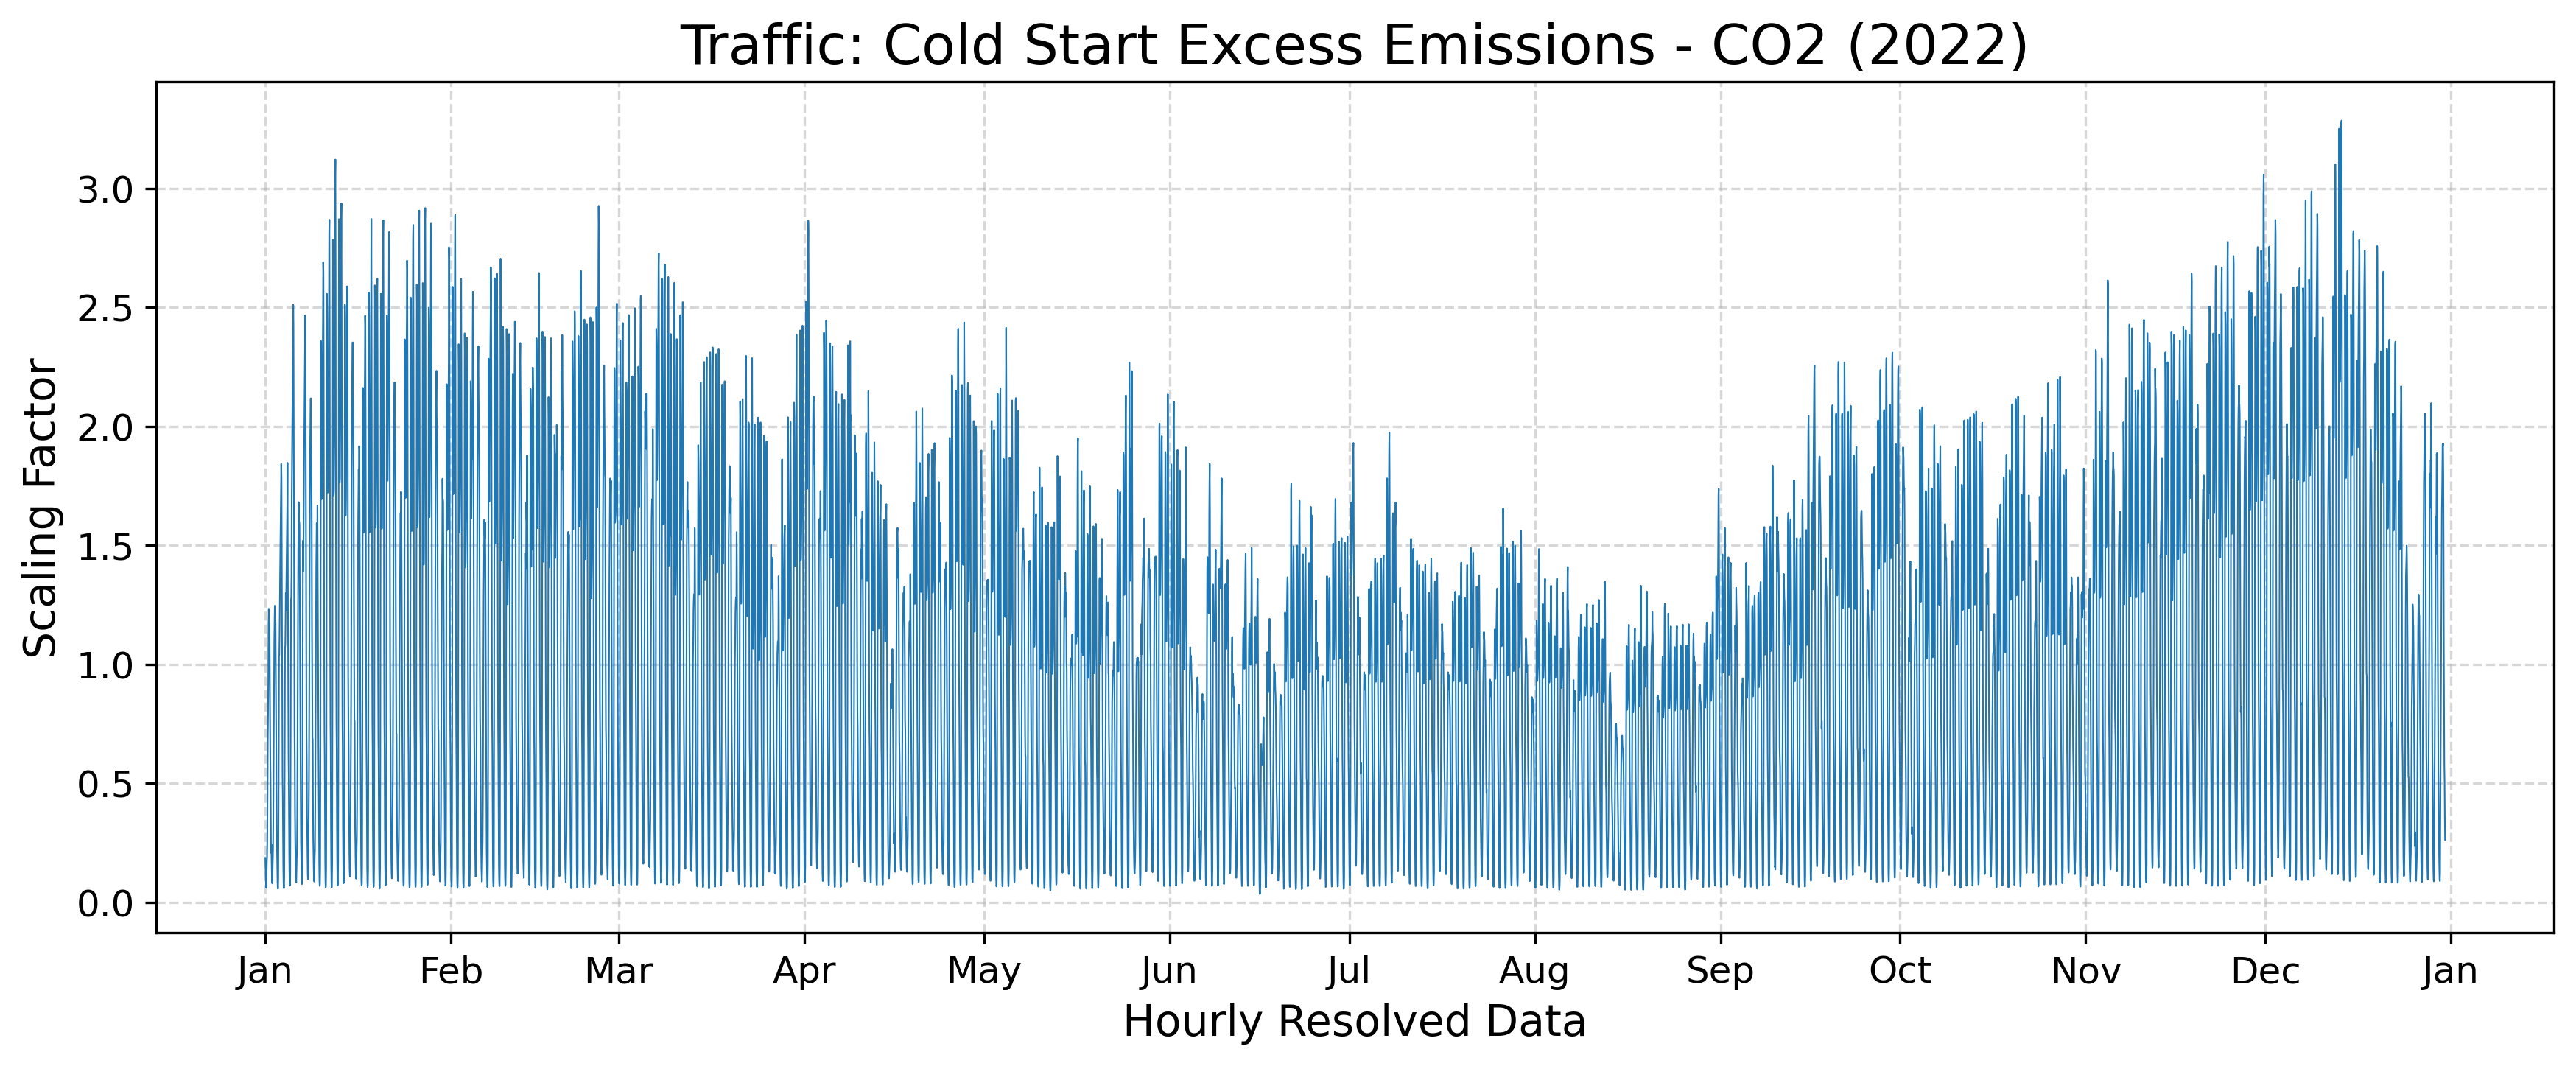 Traffic: Cold Start Excess Emissions - CO2 (2022)
Scaling Factor
3.0
2.5
2.0
1.5
1.0
0.5
0.0
Jan Feb Mar Apr May Jun Jul Aug Sep Oct Nov Dec Jan
Hourly Resolved Data